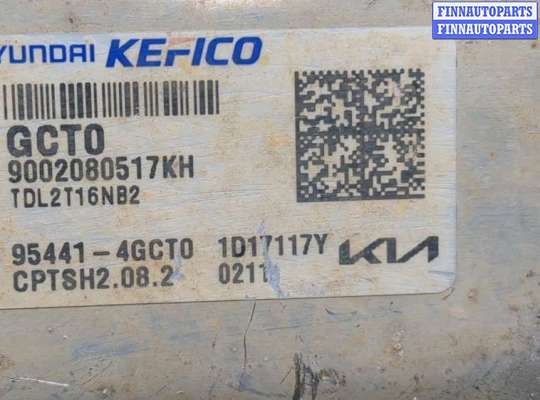 FINNAUTOPARTS
FINNAUTOPARTS
HYUNDAI KEFICO
GCT0
9002080517KH
TDL2T16NB2
95441-4GCT0 1D17117Y KIA
CPTSH2.08.2 0211